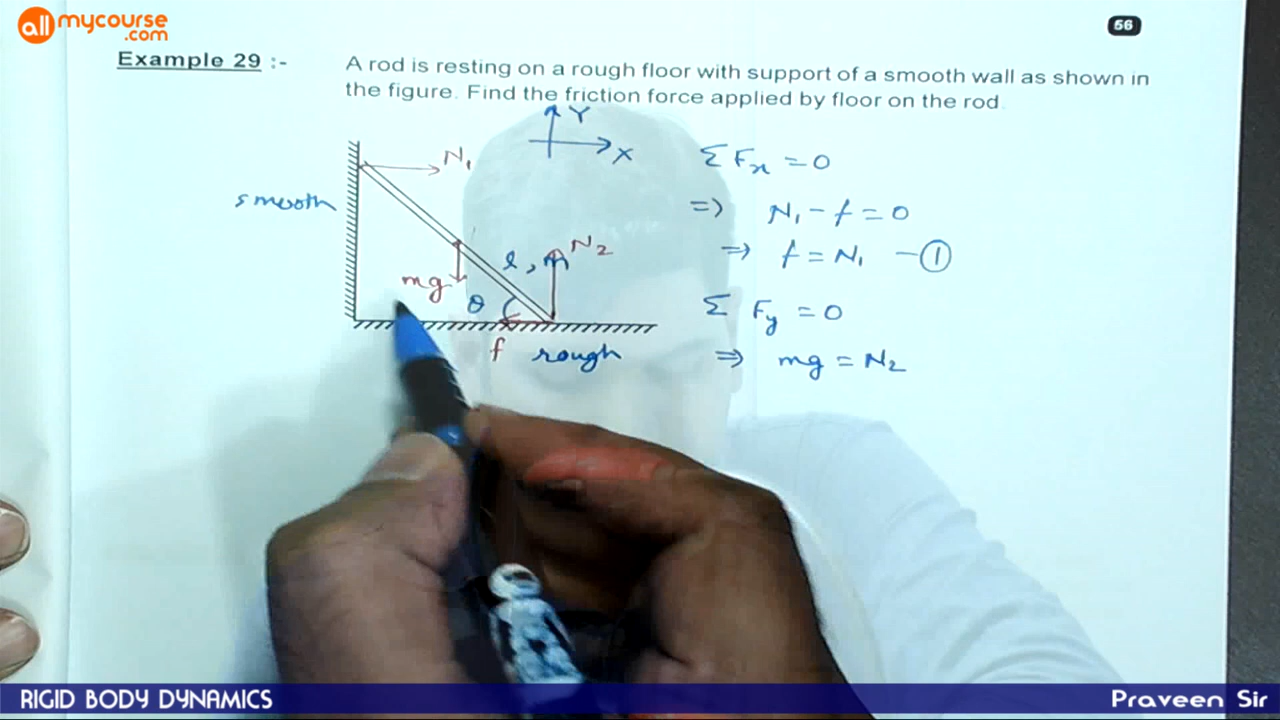 allmycourse.com
56
Example 29 :- A rod is resting on a rough floor with support of a smooth wall as shown in
the figure. Find the friction force applied by floor on the rod.
Y
X
N₁
smooth
N₂
l, m
mg
θ
f
rough
Σ Fₓ = 0
=> N₁ - f = 0
=> f = N₁ — ①
Σ Fy = 0
=> mg = N₂
RIGID BODY DYNAMICS
Praveen Sir